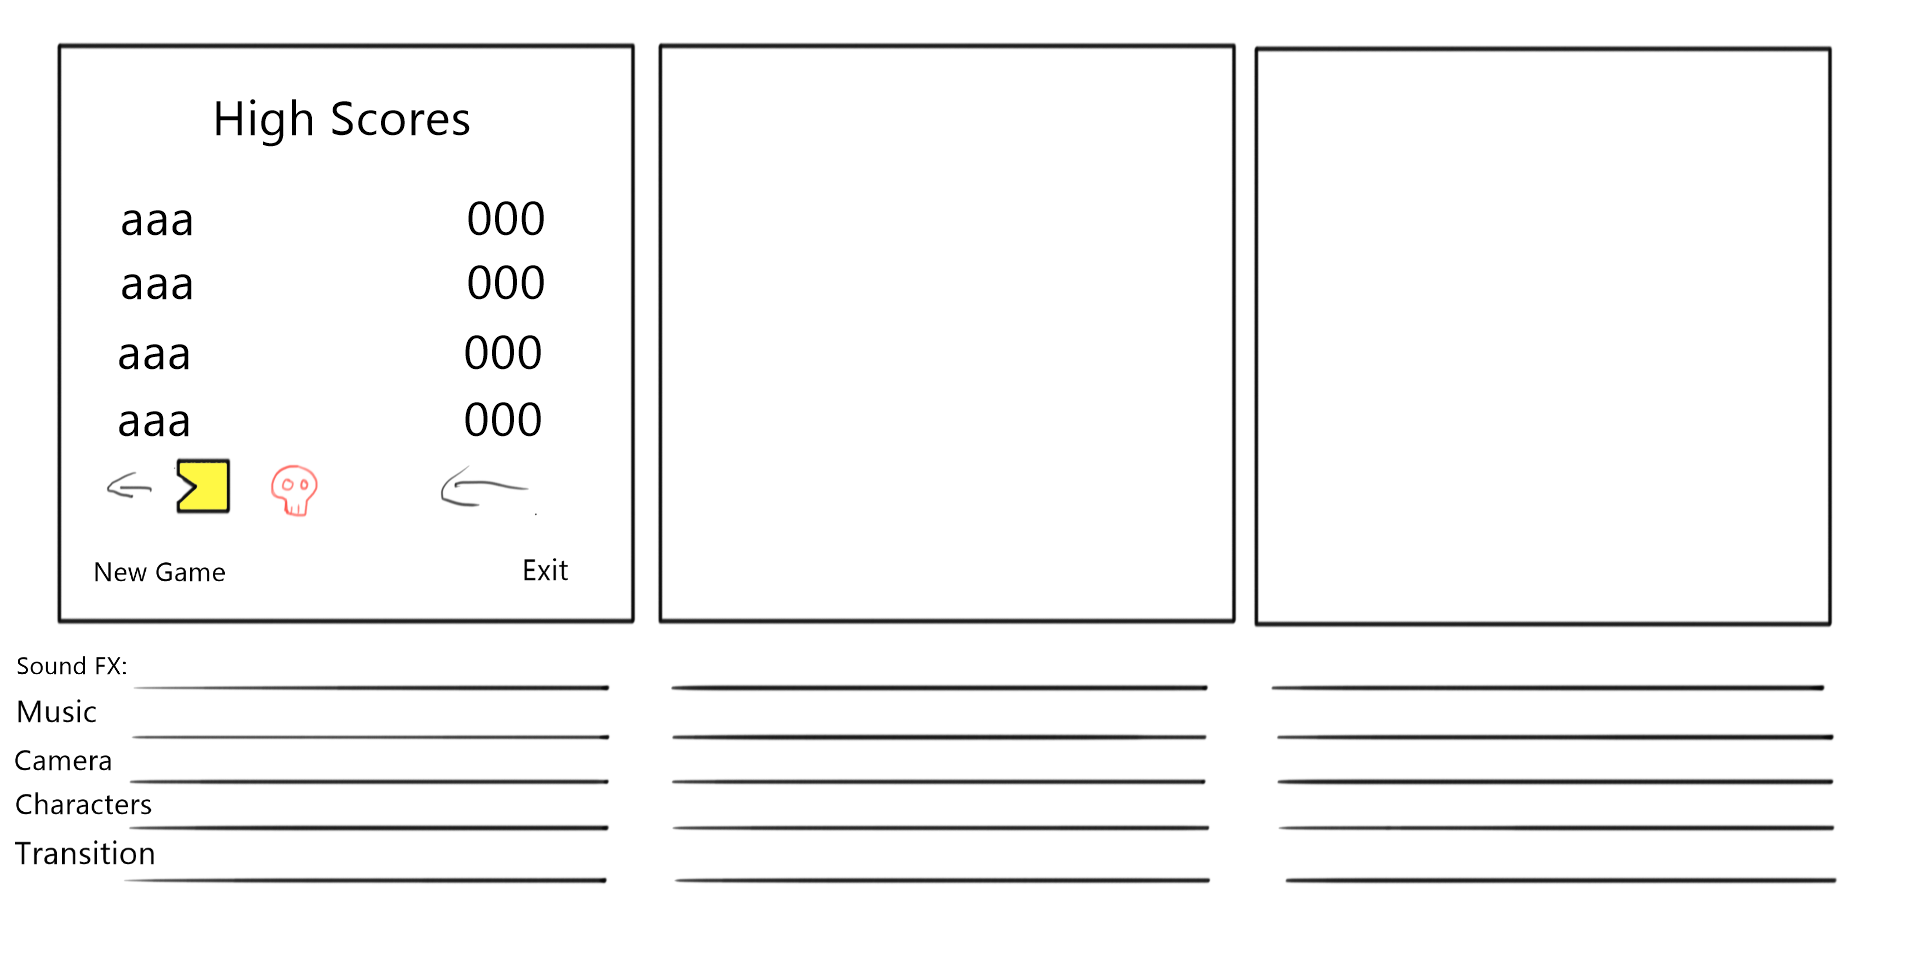 High Scores
aaa 000
aaa 000
aaa 000
aaa 000
New Game Exit
Sound FX:
Music
Camera
Characters
Transition